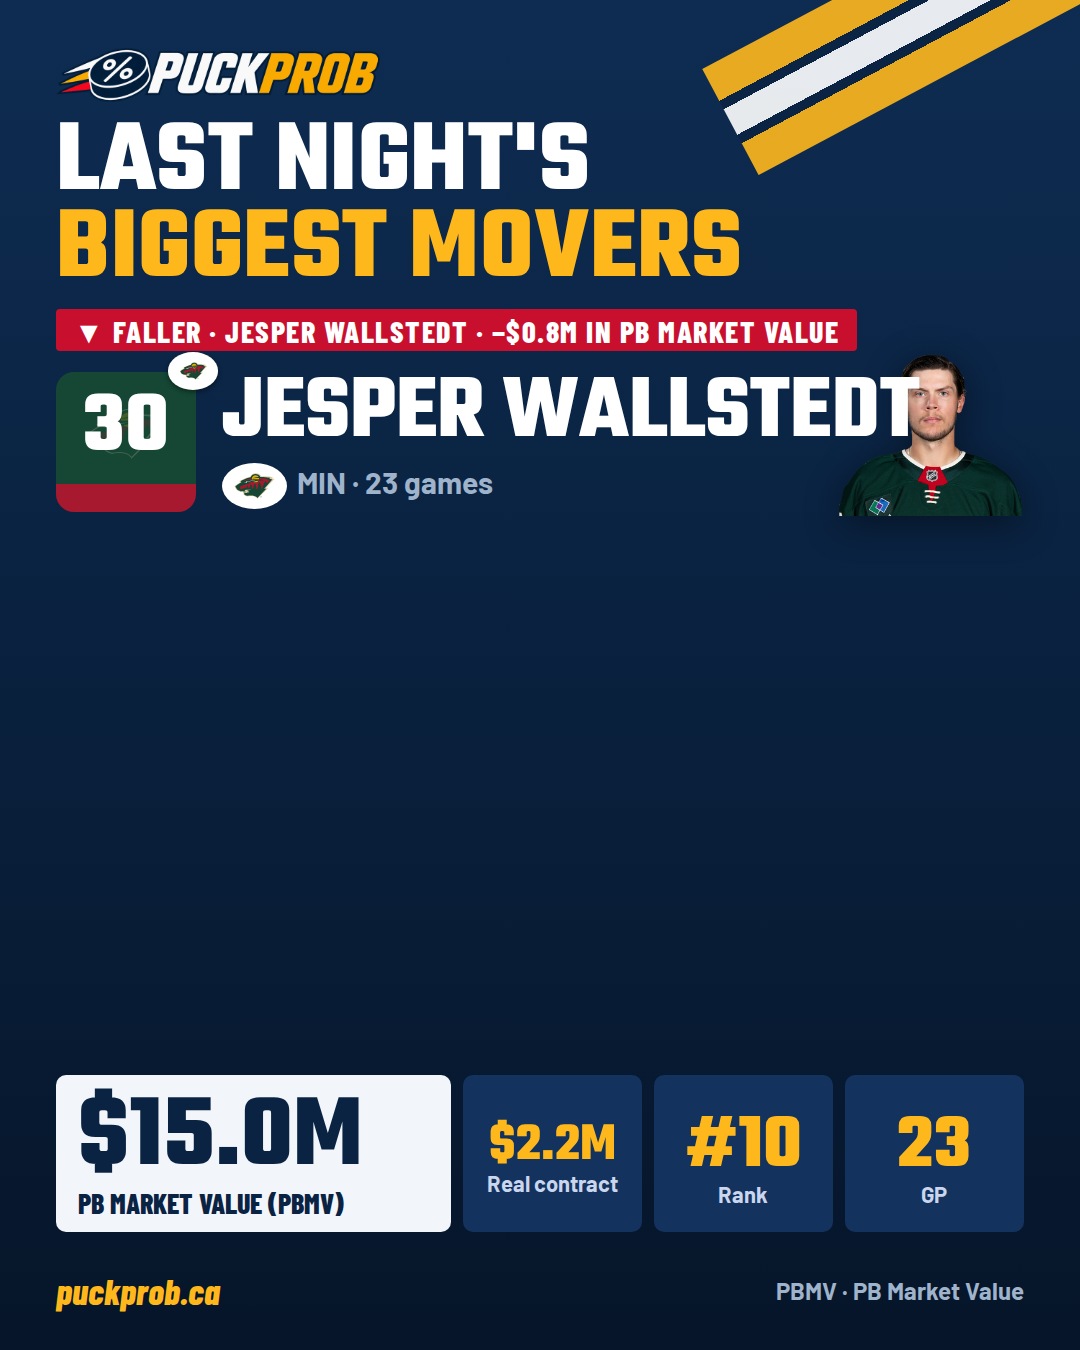 % PUCKPROB
LAST NIGHT'S
BIGGEST MOVERS
▼ FALLER · JESPER WALLSTEDT · −$0.8M IN PB MARKET VALUE
30
JESPER WALLSTEDT
MIN · 23 games
$15.0M
PB MARKET VALUE (PBMV)
$2.2M
Real contract
#10
Rank
23
GP
puckprob.ca
PBMV · PB Market Value